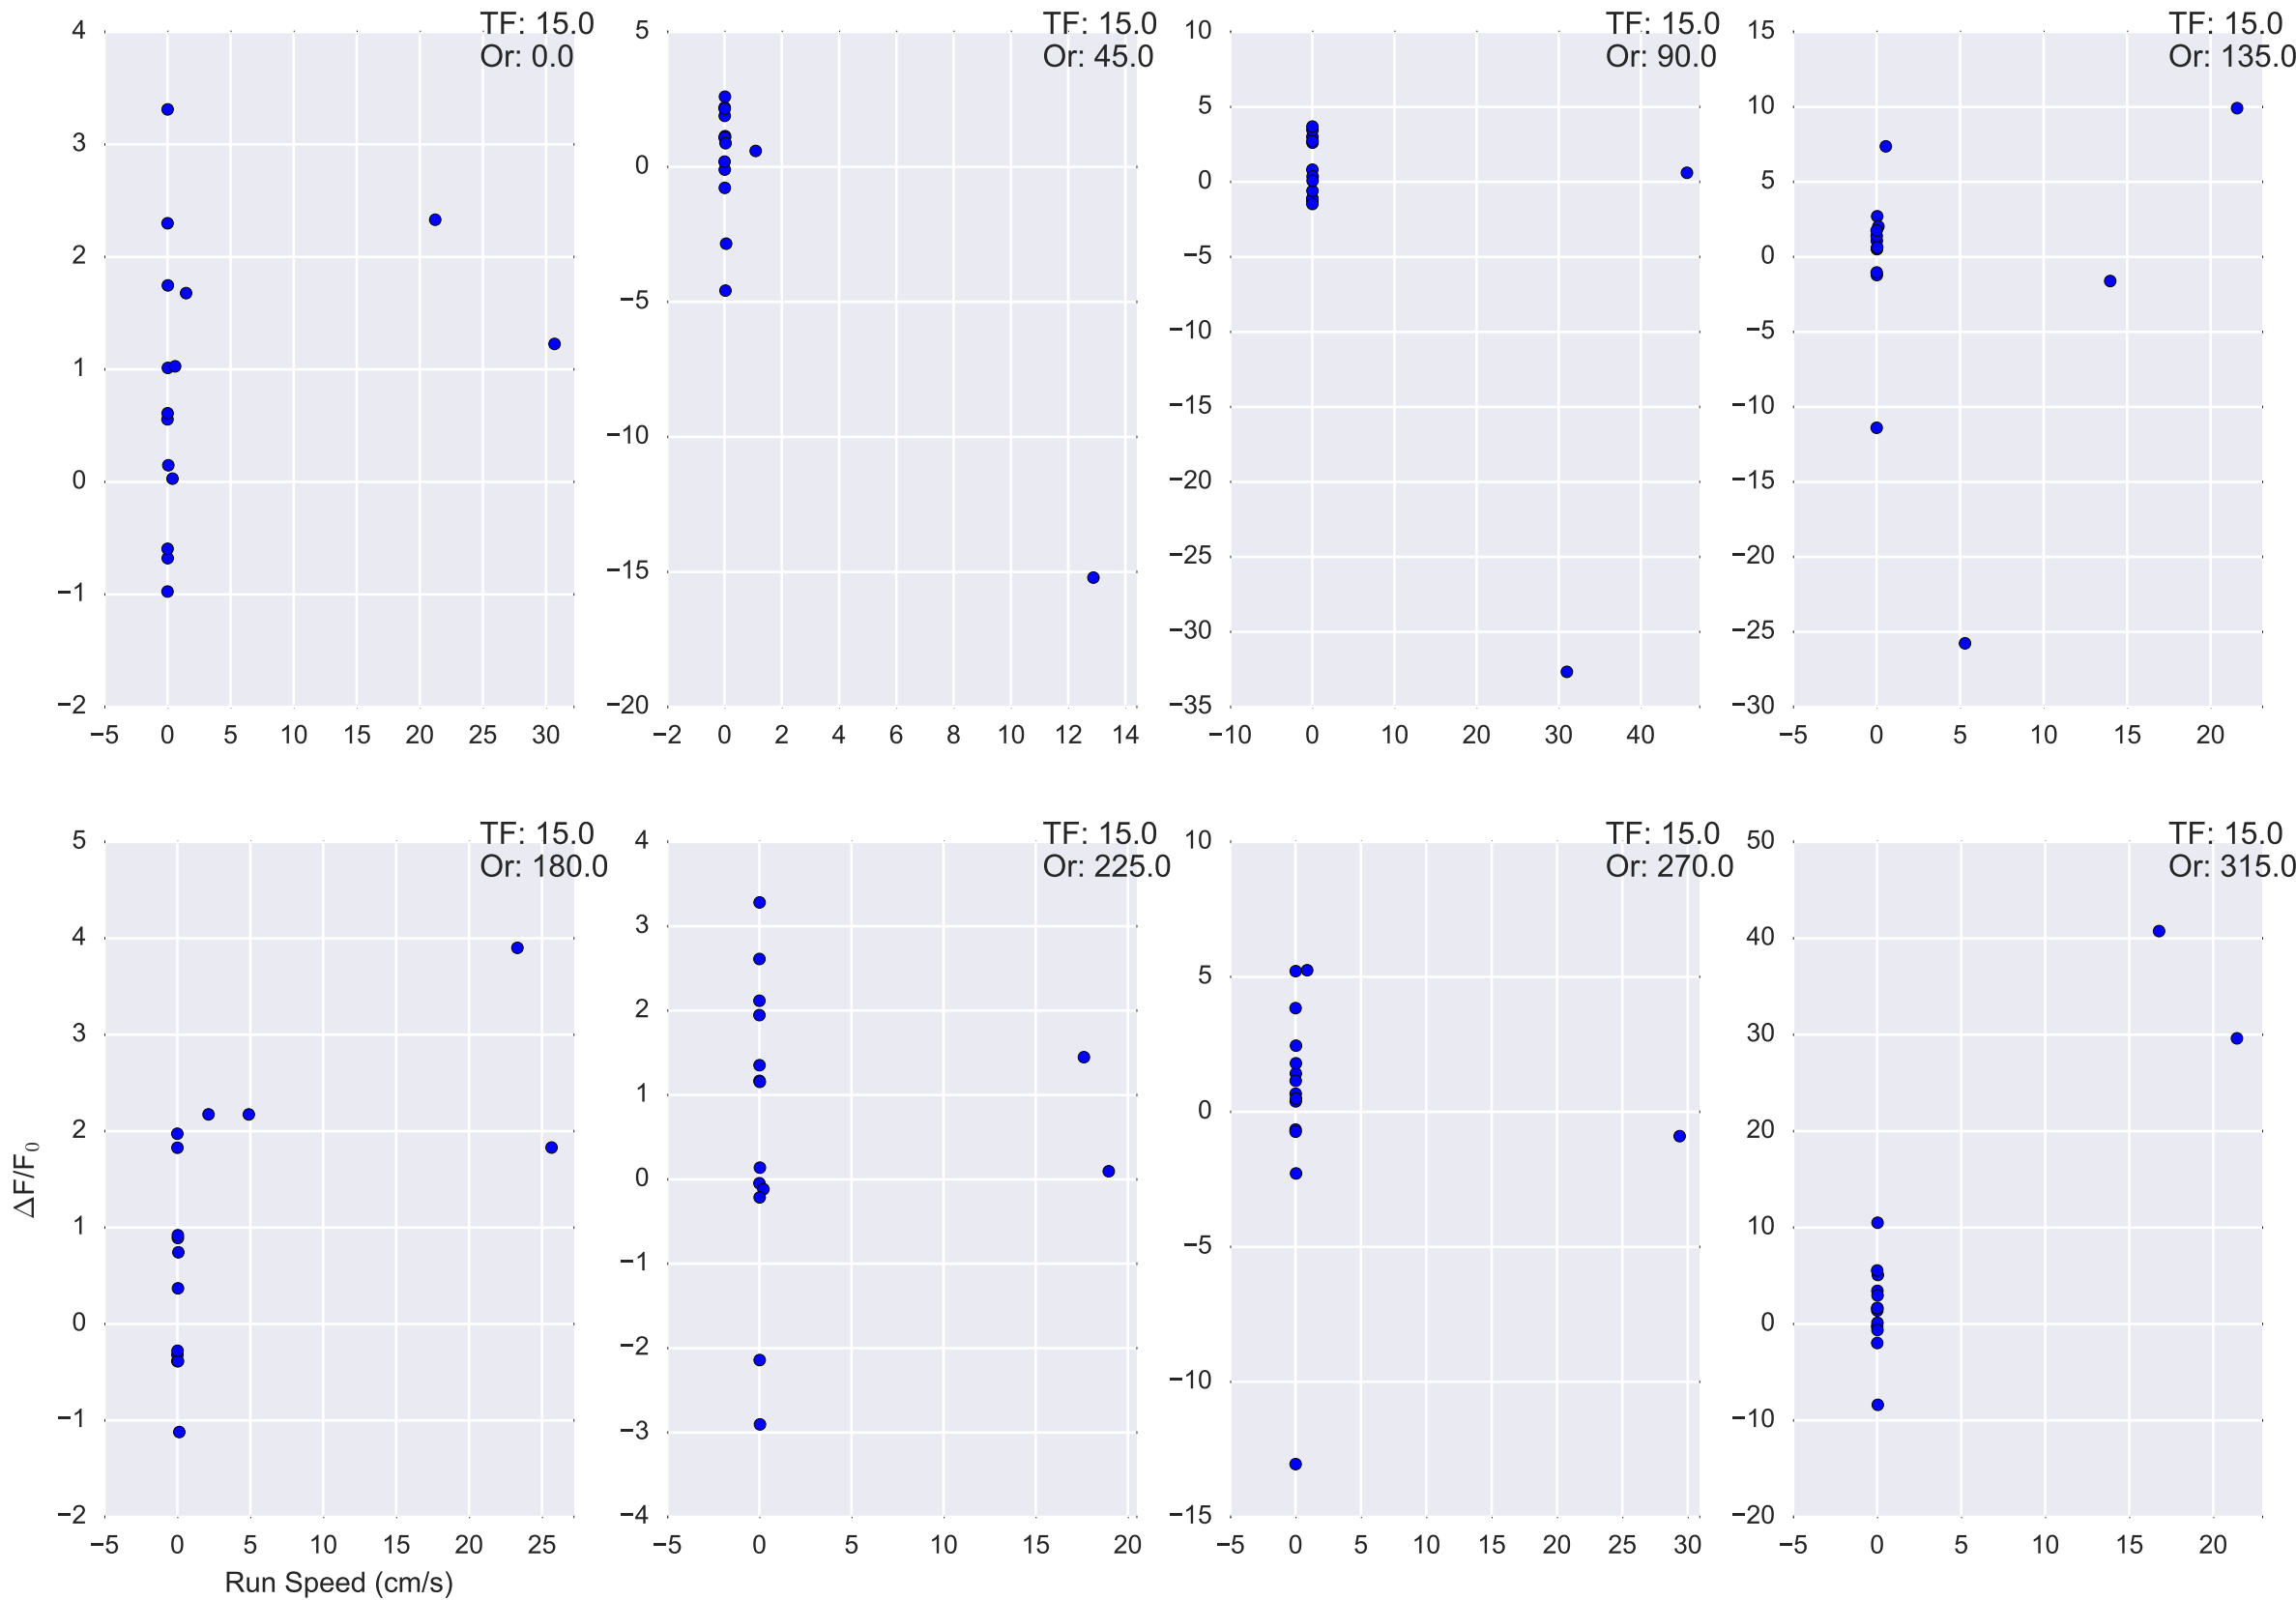 TF: 15.0
Or: 0.0
4
3
2
1
0
−1
−2
−5 0 5 10 15 20 25 30
TF: 15.0
Or: 45.0
5
0
−5
−10
−15
−20
−2 0 2 4 6 8 10 12 14
TF: 15.0
Or: 90.0
10
5
0
−5
−10
−15
−20
−25
−30
−35
−10 0 10 20 30 40
TF: 15.0
Or: 135.0
15
10
5
0
−5
−10
−15
−20
−25
−30
−5 0 5 10 15 20
TF: 15.0
Or: 180.0
5
4
3
2
1
0
−1
−2
−5 0 5 10 15 20 25
Run Speed (cm/s)
ΔF/F₀
TF: 15.0
Or: 225.0
4
3
2
1
0
−1
−2
−3
−4
−5 0 5 10 15 20
TF: 15.0
Or: 270.0
10
5
0
−5
−10
−15
−5 0 5 10 15 20 25 30
TF: 15.0
Or: 315.0
50
40
30
20
10
0
−10
−20
−5 0 5 10 15 20